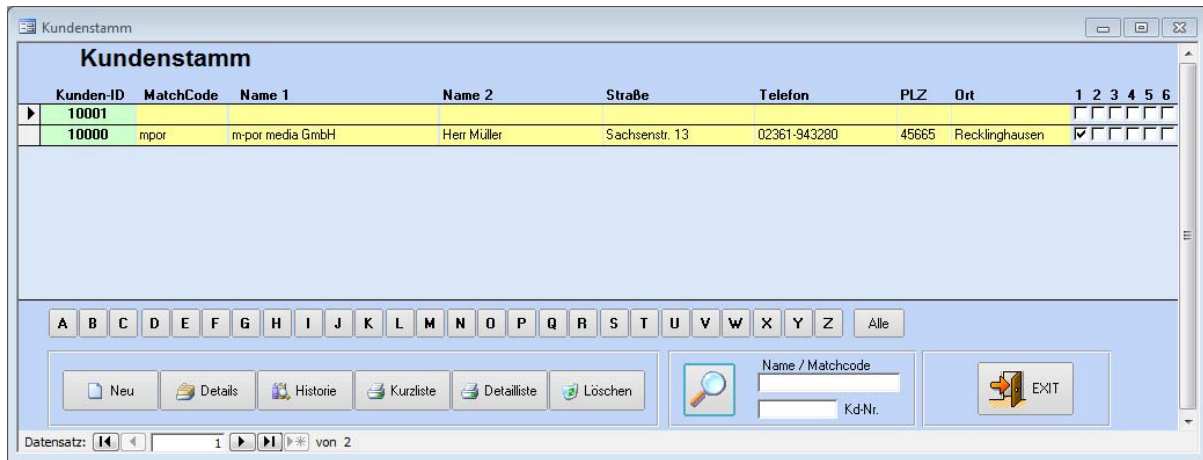 Kundenstamm
Kundenstamm
Kunden-ID MatchCode Name 1 Name 2 Straße Telefon PLZ Ort 1 2 3 4 5 6
10001
10000 mpor m-por media GmbH Herr Müller Sachsenstr. 13 02361-943280 45665 Recklinghausen
A B C D E F G H I J K L M N O P Q R S T U V W X Y Z Alle
Name / Matchcode
Neu Details Historie Kurzliste Detailliste Löschen EXIT
Kd-Nr.
Datensatz: 1 von 2